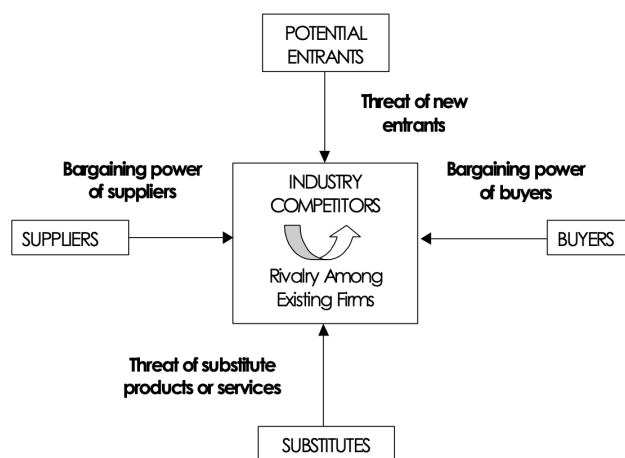 POTENTIAL
ENTRANTS
Threat of new
entrants
Bargaining power
of suppliers
INDUSTRY
COMPETITORS
Bargaining power
of buyers
SUPPLIERS
BUYERS
Rivalry Among
Existing Firms
Threat of substitute
products or services
SUBSTITUTES